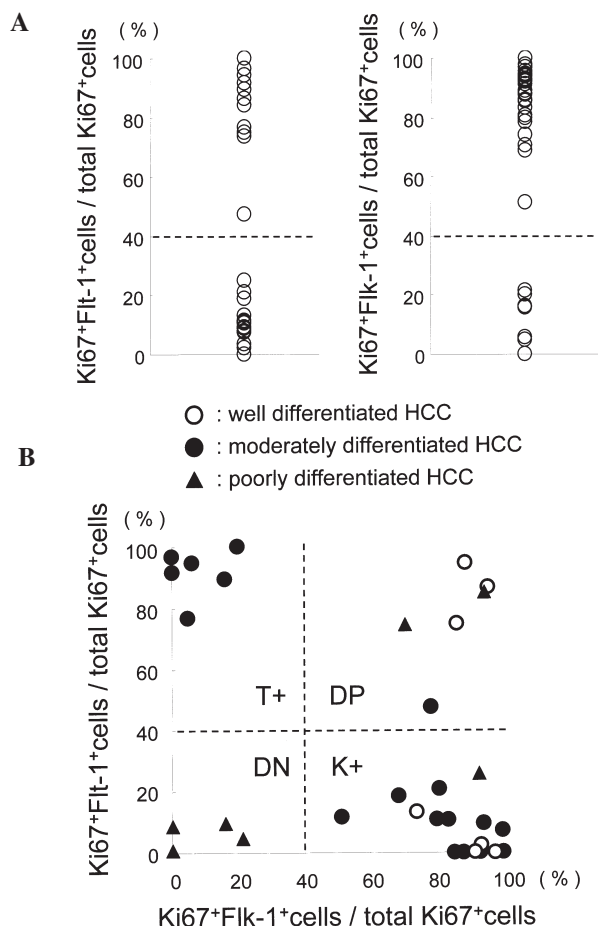 A
( % )
Ki67+Flt-1+cells / total Ki67+cells
100
80
60
40
20
0
( % )
Ki67+Flk-1+cells / total Ki67+cells
100
80
60
40
20
0
: well differentiated HCC
: moderately differentiated HCC
: poorly differentiated HCC
B
( % )
Ki67+Flt-1+cells / total Ki67+cells
100
80
60
40
20
0
T+ DP
DN K+
0 20 40 60 80 100 ( % )
Ki67+Flk-1+cells / total Ki67+cells